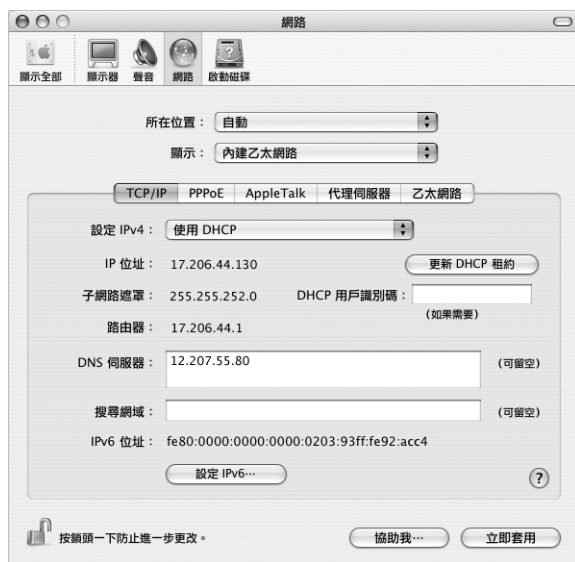 網路
顯示全部 顯示器 聲音 網路 啟動磁碟
所在位置： 自動
顯示： 內建乙太網路
TCP/IP PPPoE AppleTalk 代理伺服器 乙太網路
設定 IPv4： 使用 DHCP
IP 位址： 17.206.44.130 更新 DHCP 租約
子網路遮罩： 255.255.252.0 DHCP 用戶識別碼：
(如果需要)
路由器： 17.206.44.1
DNS 伺服器： 12.207.55.80 (可留空)
搜尋網域： (可留空)
IPv6 位址： fe80:0000:0000:0000:0203:93ff:fe92:acc4
設定 IPv6⋯ ?
按鎖頭一下防止進一步更改。 協助我⋯ 立即套用